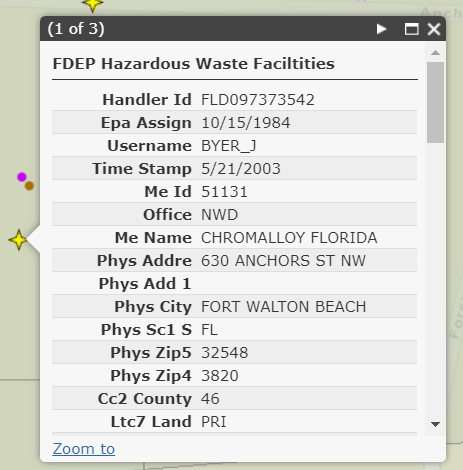 Anch
(1 of 3)
FDEP Hazardous Waste Faciltities
Handler Id FLD097373542
Epa Assign 10/15/1984
Username BYER_J
Time Stamp 5/21/2003
Me Id 51131
Office NWD
Me Name CHROMALLOY FLORIDA
Phys Addre 630 ANCHORS ST NW
Phys Add 1
Phys City FORT WALTON BEACH
Phys Sc1 S FL
Phys Zip5 32548
Phys Zip4 3820
Cc2 County 46
Ltc7 Land PRI
Zoom to